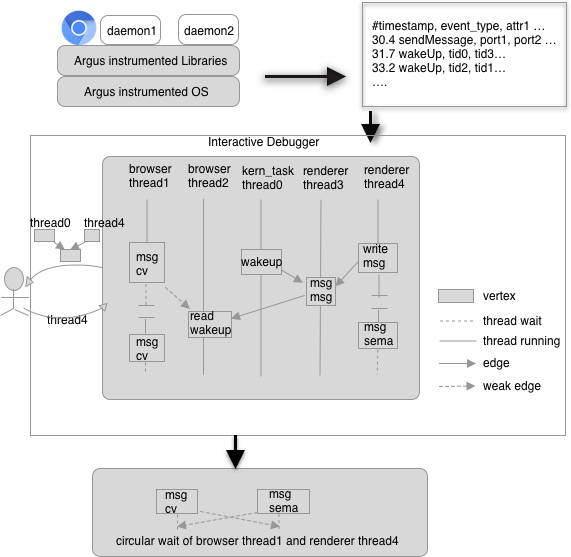 daemon1 daemon2
Argus instrumented Libraries
Argus instrumented OS
#timestamp, event_type, attr1 ...
30.4 sendMessage, port1, port2 ...
31.7 wakeUp, tid0, tid3...
33.2 wakeUp, tid2, tid1...
....
Interactive Debugger
browser thread1
browser thread2
kern_task thread0
renderer thread3
renderer thread4
thread0 thread4
thread4
msg
cv
wakeup
write
msg
msg
msg
read
wakeup
msg
cv
msg
sema
vertex
thread wait
thread running
edge
weak edge
msg
cv
msg
sema
circular wait of browser thread1 and renderer thread4